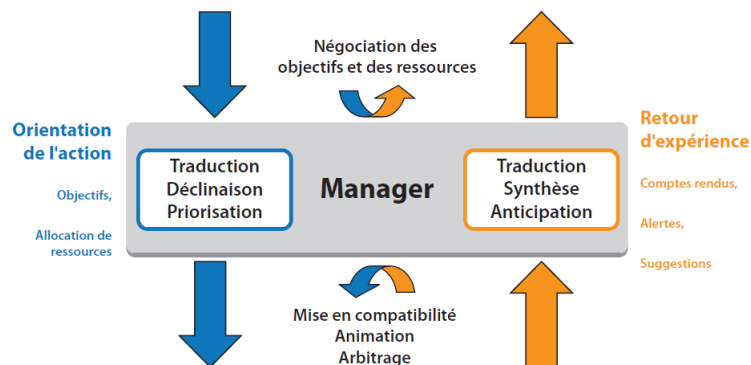 Négociation des
objectifs et des ressources
Orientation
de l'action
Objectifs,
Allocation de
ressources
Traduction
Déclinaison
Priorisation
Manager
Traduction
Synthèse
Anticipation
Retour
d'expérience
Comptes rendus,
Alertes,
Suggestions
Mise en compatibilité
Animation
Arbitrage